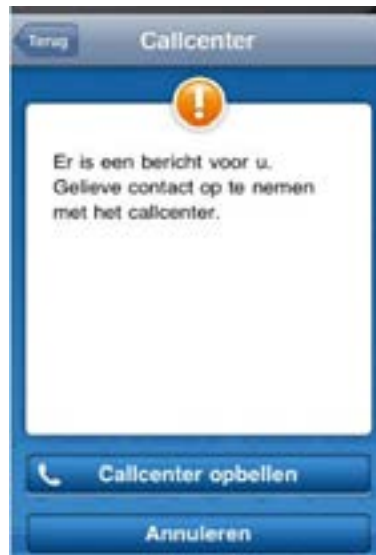 Terug
Callcenter
Er is een bericht voor u.
Gelieve contact op te nemen
met het callcenter.
Callcenter opbellen
Annuleren